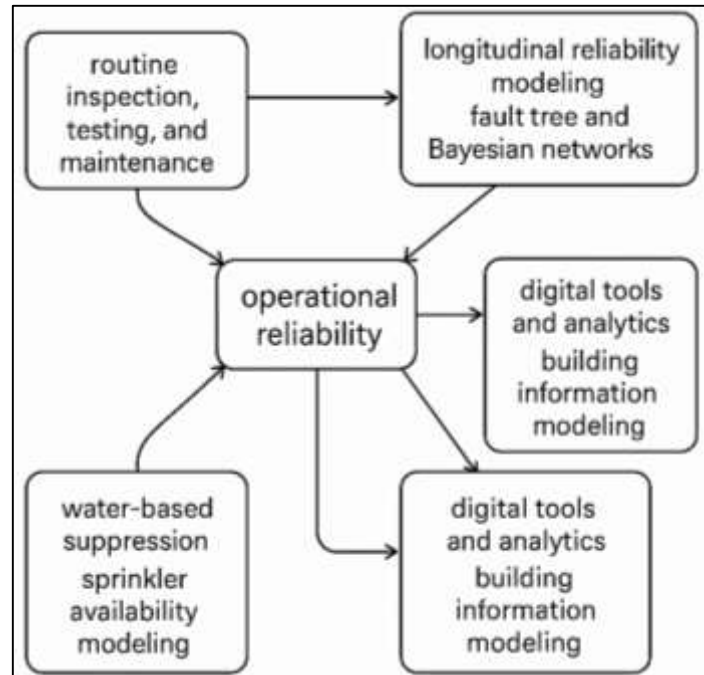 routine
inspection,
testing, and
maintenance
longitudinal reliability
modeling
fault tree and
Bayesian networks
operational
reliability
digital tools
and analytics
building
information
modeling
water-based
suppression
sprinkler
availability
modeling
digital tools
and analytics
building
information
modeling